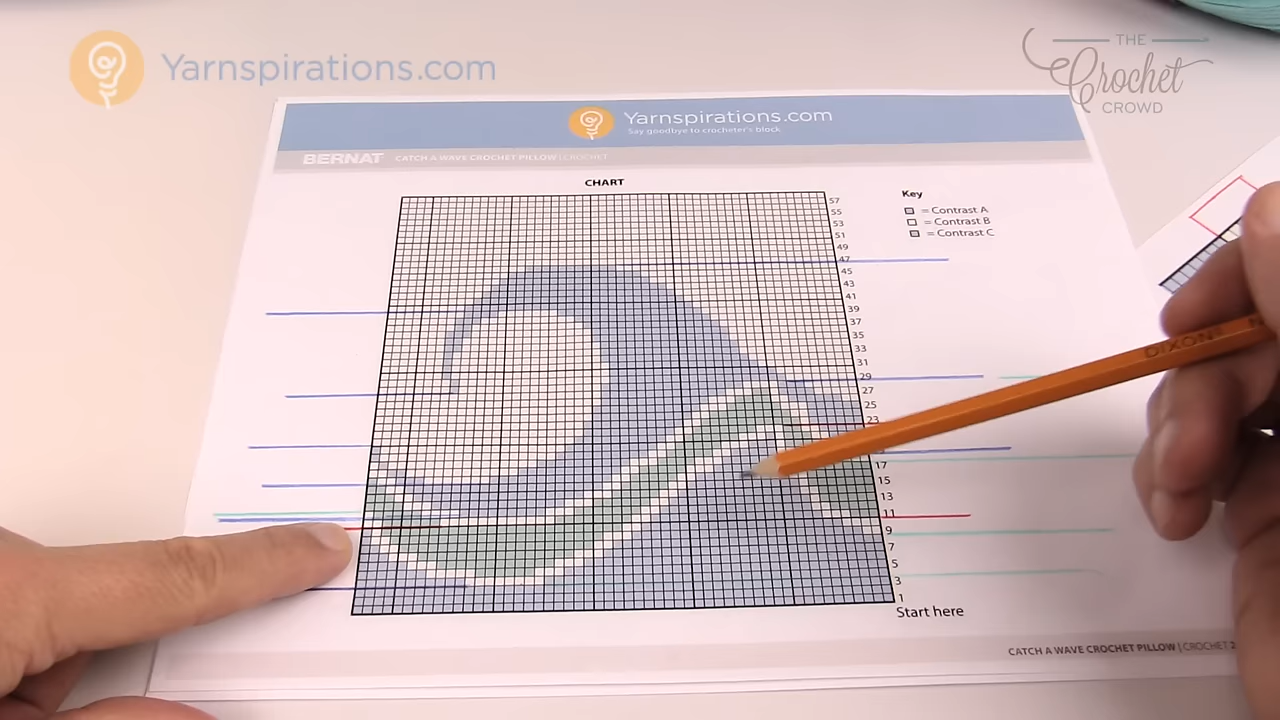 Yarnspirations.com
THE
Crochet
CROWD
Yarnspirations.com
Say goodbye to crocheter's block
BERNAT CATCH A WAVE CROCHET PILLOW | CROCHET
CHART
Key
= Contrast A
= Contrast B
= Contrast C
57
55
53
51
49
47
45
43
41
39
37
35
33
31
29
27
25
23
17
15
13
11
9
7
5
3
1
Start here
DIXON
CATCH A WAVE CROCHET PILLOW | CROCHET 2